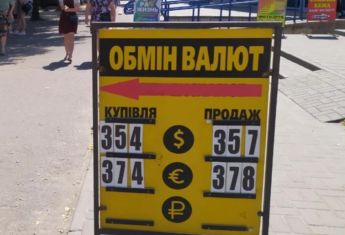 ОБМІН ВАЛЮТ
КУПІВЛЯ ПРОДАЖ
354 $ 357
374 € 378
₽